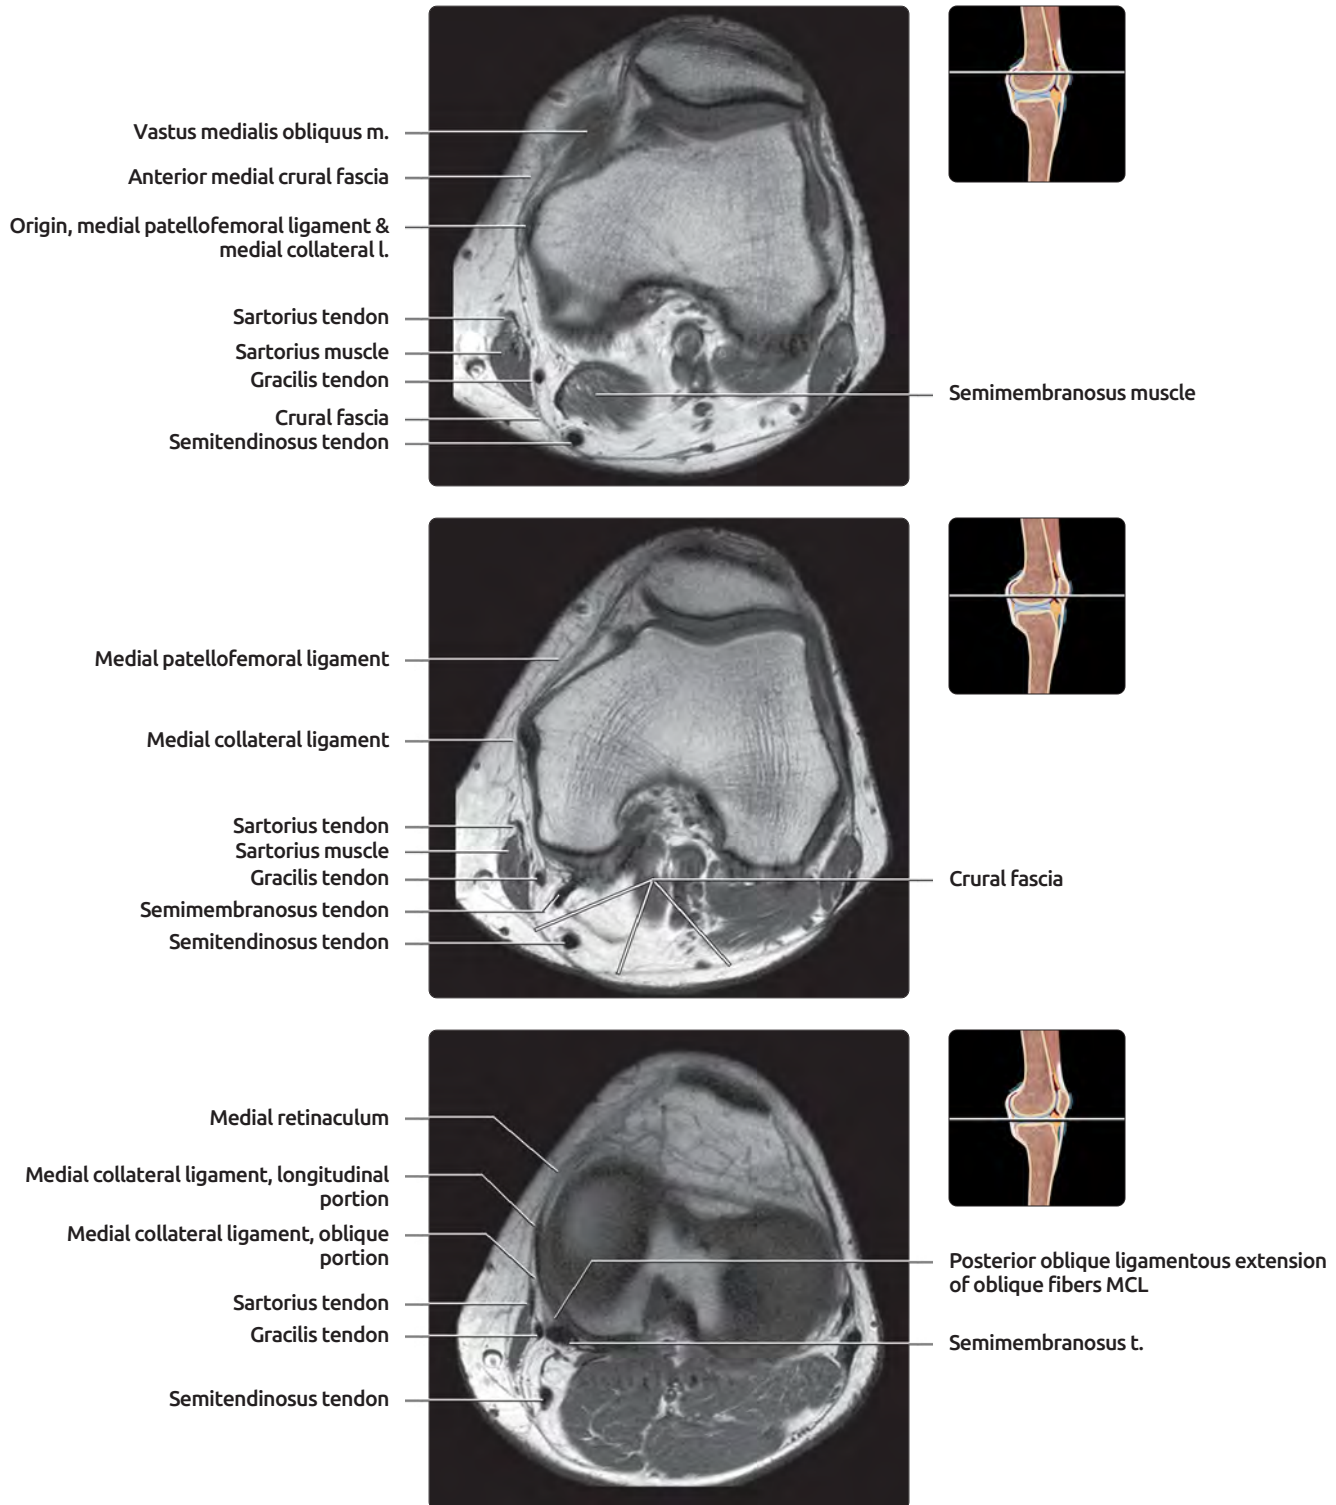 Vastus medialis obliquus m.
Anterior medial crural fascia
Origin, medial patellofemoral ligament &
medial collateral l.
Sartorius tendon
Sartorius muscle
Gracilis tendon
Semimembranosus muscle
Crural fascia
Semitendinosus tendon
Medial patellofemoral ligament
Medial collateral ligament
Sartorius tendon
Sartorius muscle
Gracilis tendon
Crural fascia
Semimembranosus tendon
Semitendinosus tendon
Medial retinaculum
Medial collateral ligament, longitudinal
portion
Medial collateral ligament, oblique
portion
Posterior oblique ligamentous extension
of oblique fibers MCL
Sartorius tendon
Gracilis tendon
Semimembranosus t.
Semitendinosus tendon